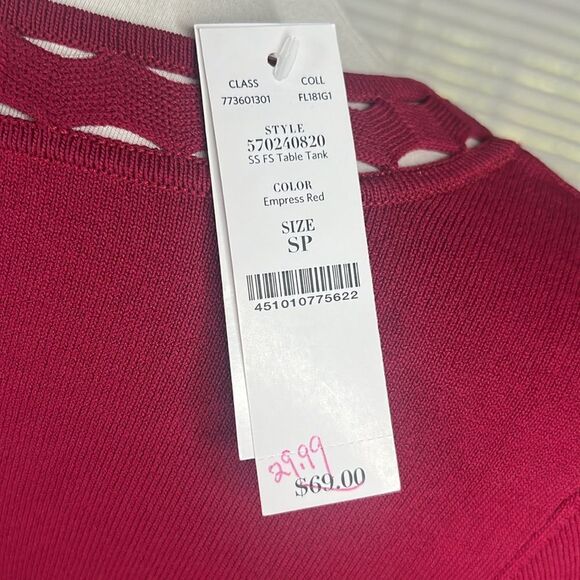 CLASS COLL
773601301 FL181G1
STYLE
570240820
SS FS Table Tank
COLOR
Empress Red
SIZE
SP
451010775622
29.99
$69.00